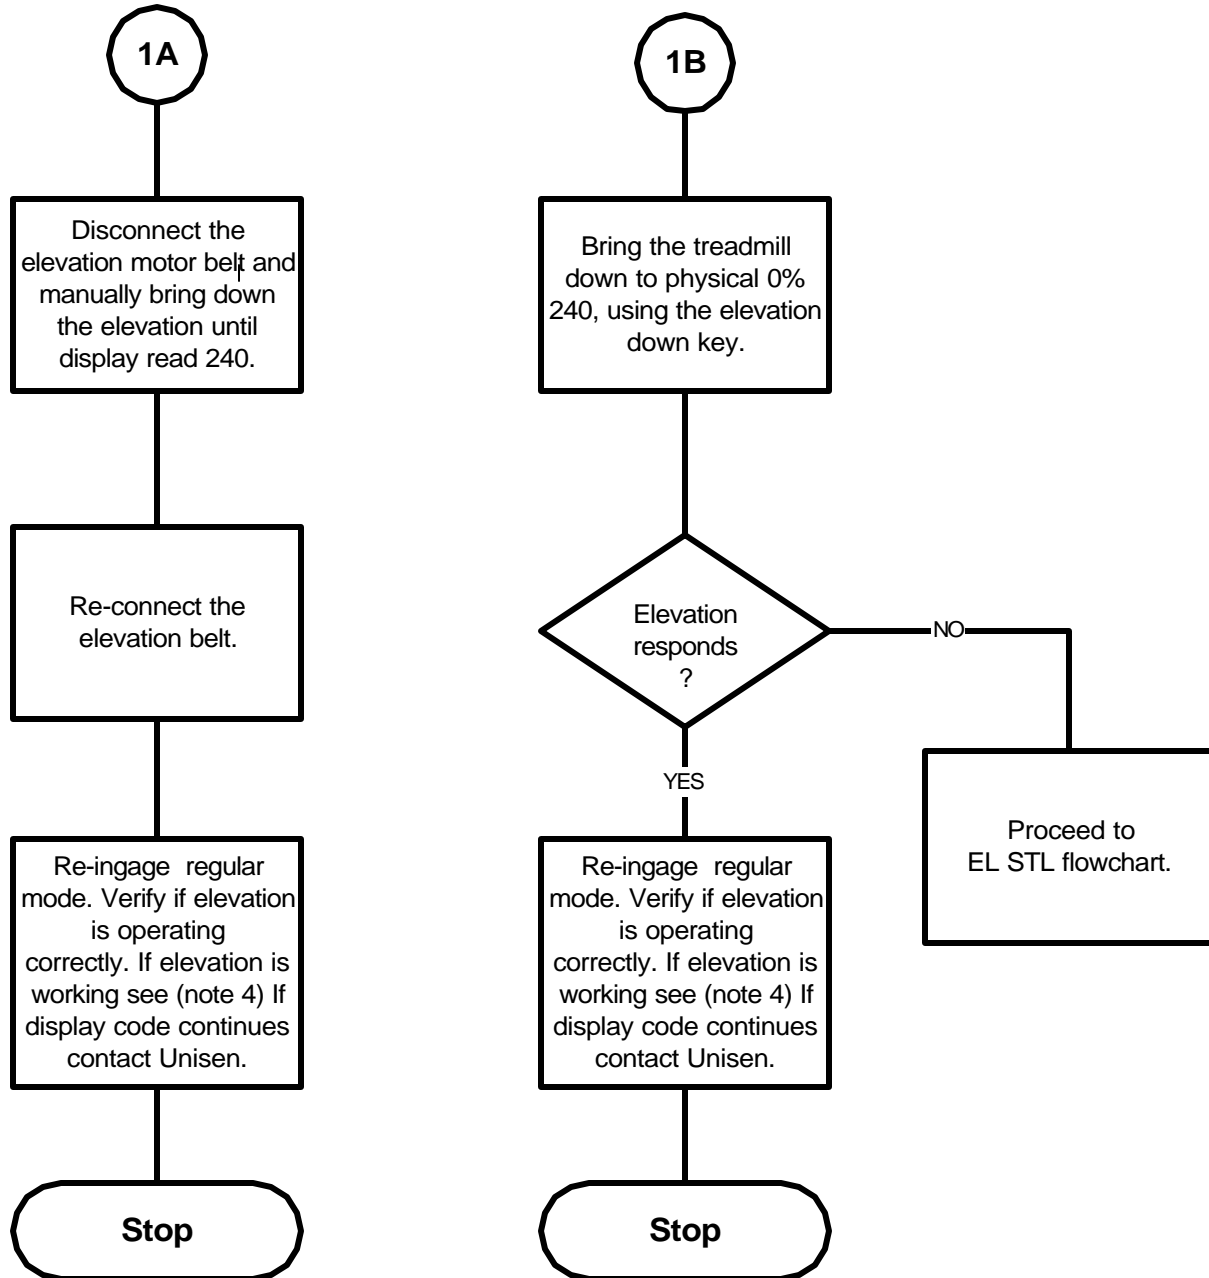 1A
Disconnect the
elevation motor belt and
manually bring down
the elevation until
display read 240.
Re-connect the
elevation belt.
Re-ingage regular
mode. Verify if elevation
is operating
correctly. If elevation is
working see (note 4) If
display code continues
contact Unisen.
Stop
1B
Bring the treadmill
down to physical 0%
240, using the elevation
down key.
Elevation
responds
?
NO
YES
Proceed to
EL STL flowchart.
Re-ingage regular
mode. Verify if elevation
is operating
correctly. If elevation is
working see (note 4) If
display code continues
contact Unisen.
Stop